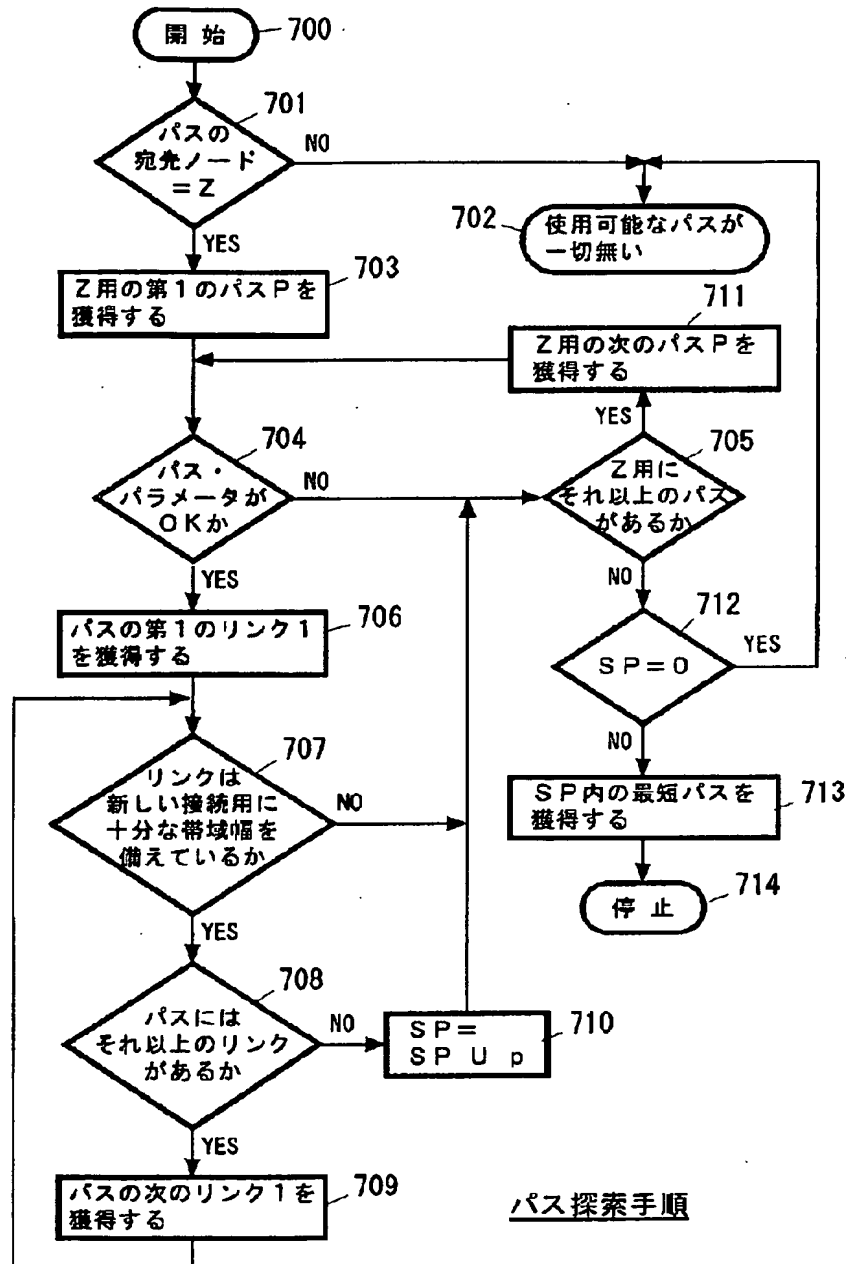 開始
700
701
パスの
宛先ノード
=Z
NO
YES
702
使用可能なパスが
一切無い
703
Z用の第1のパスPを
獲得する
711
Z用の次のパスPを
獲得する
YES
704
パス・
パラメータが
OKか
NO
YES
705
Z用に
それ以上のパス
があるか
NO
706
パスの第1のリンク1
を獲得する
712
SP=0
YES
NO
707
リンクは
新しい接続用に
十分な帯域幅を
備えているか
NO
YES
713
SP内の最短パスを
獲得する
714
停止
708
パスには
それ以上のリンク
があるか
NO
YES
710
SP=
SP U p
709
パスの次のリンク1を
獲得する
パス探索手順